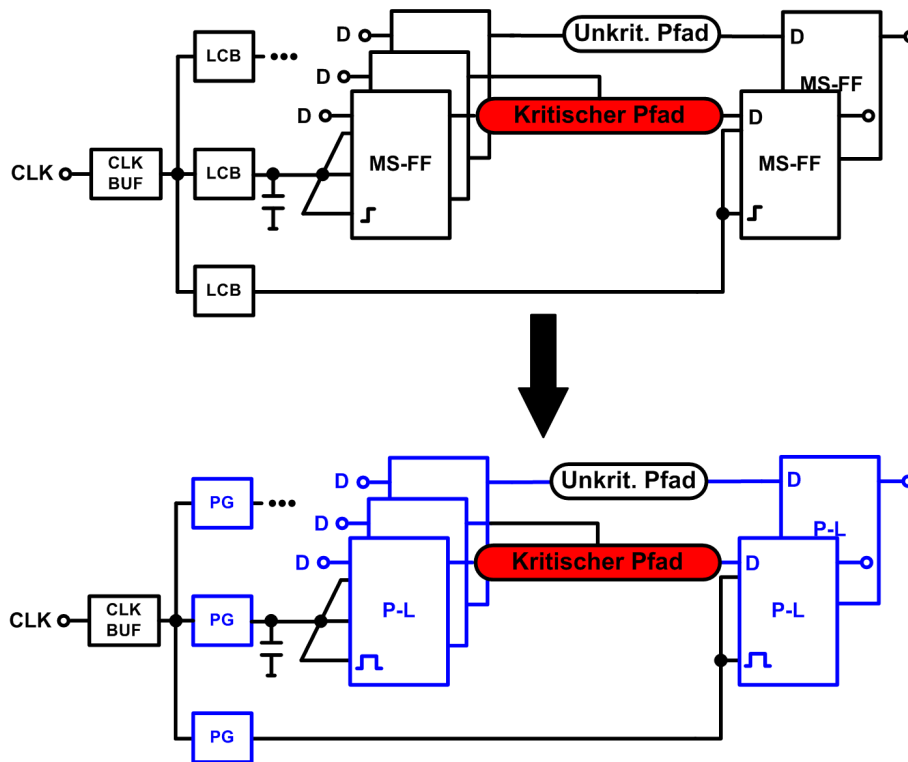 D
Unkrit. Pfad
D
LCB
•••
D
MS-FF
D
Kritischer Pfad
D
CLK
CLK
BUF
LCB
MS-FF
MS-FF
LCB
D
Unkrit. Pfad
D
PG
•••
D
P-L
D
Kritischer Pfad
D
CLK
CLK
BUF
PG
P-L
P-L
PG